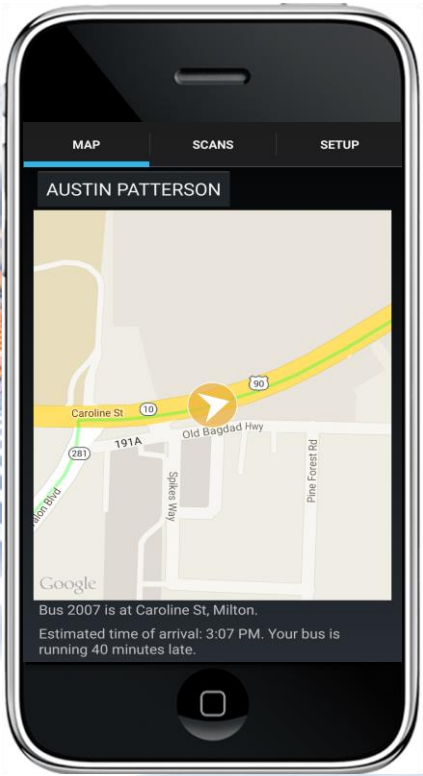 MAP SCANS SETUP
AUSTIN PATTERSON
90
Caroline St 10
Old Bagdad Hwy
191A
281
Spikes Way
Pine Forest Rd
Blvd
Google
Bus 2007 is at Caroline St, Milton.
Estimated time of arrival: 3:07 PM. Your bus is
running 40 minutes late.